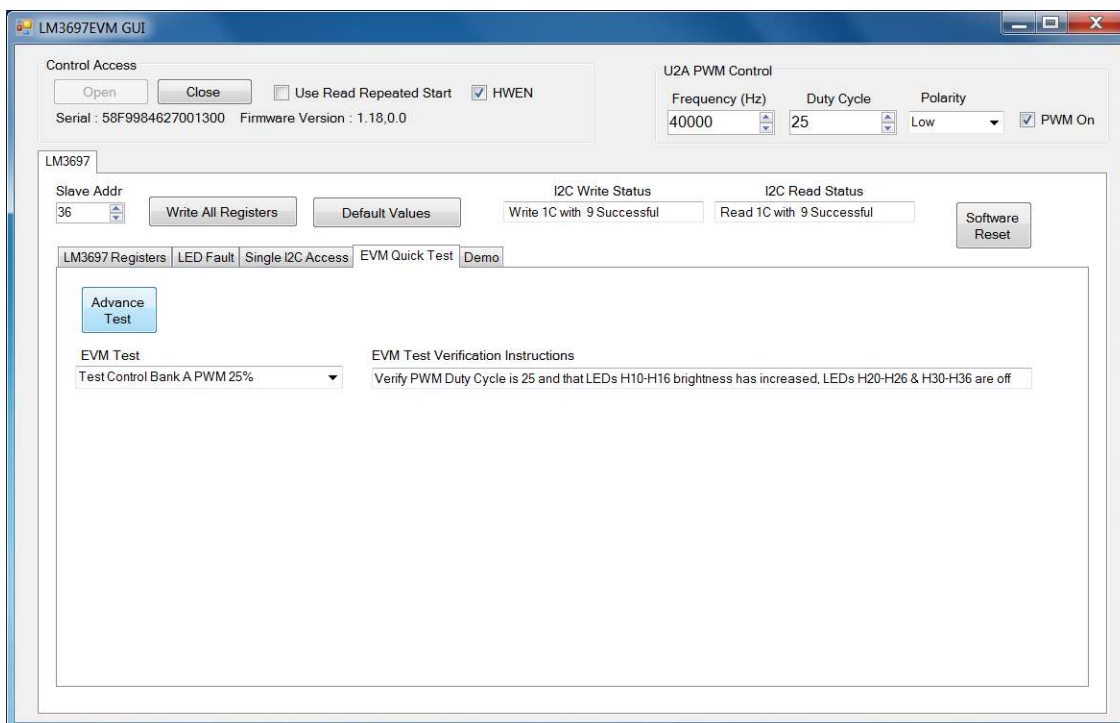 LM3697EVM GUI
Control Access
Open Close Use Read Repeated Start HWEN
Serial : 58F9984627001300 Firmware Version : 1.18,0.0
U2A PWM Control
Frequency (Hz) Duty Cycle Polarity
40000 25 Low PWM On
LM3697
Slave Addr I2C Write Status I2C Read Status
36 Write All Registers Default Values Write 1C with 9 Successful Read 1C with 9 Successful
Software
Reset
LM3697 Registers LED Fault Single I2C Access EVM Quick Test Demo
Advance
Test
EVM Test EVM Test Verification Instructions
Test Control Bank A PWM 25% Verify PWM Duty Cycle is 25 and that LEDs H10-H16 brightness has increased, LEDs H20-H26 & H30-H36 are off